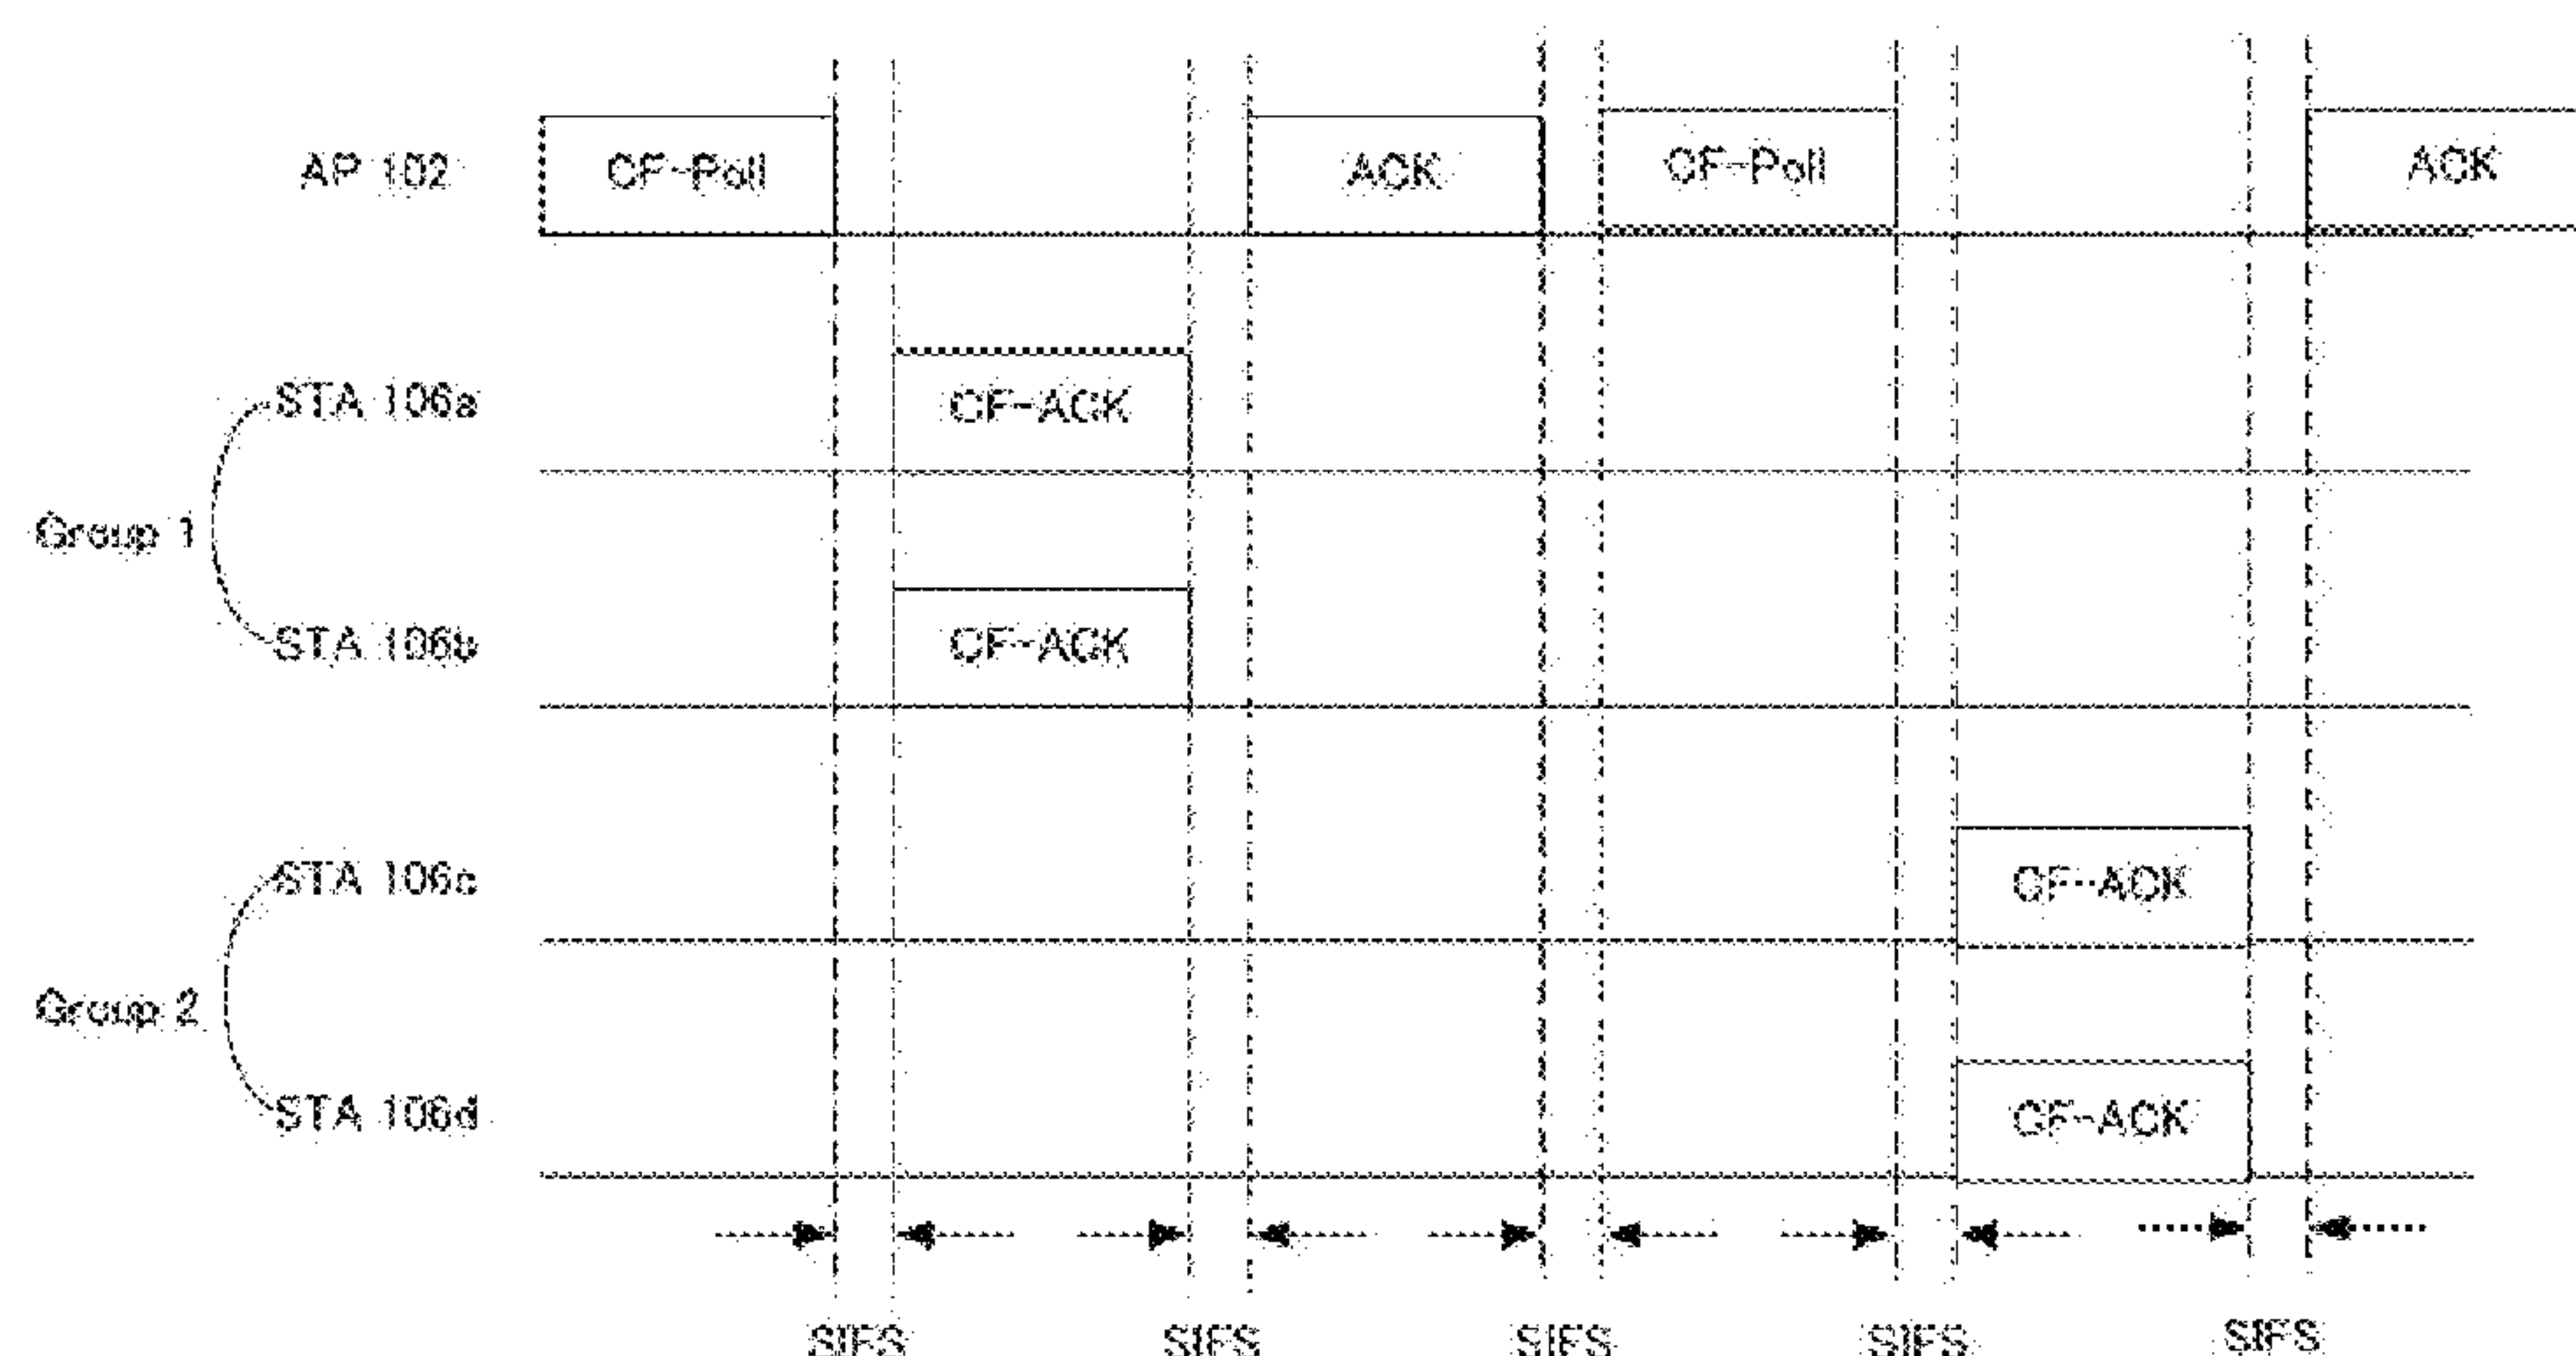 AP 102
CF-Poll
ACK
CF-Poll
ACK
STA 106a
CF-ACK
Group 1
STA 106b
CF-ACK
STA 106c
CF-ACK
Group 2
STA 106d
CF-ACK
SIFS
SIFS
SIFS
SIFS
SIFS